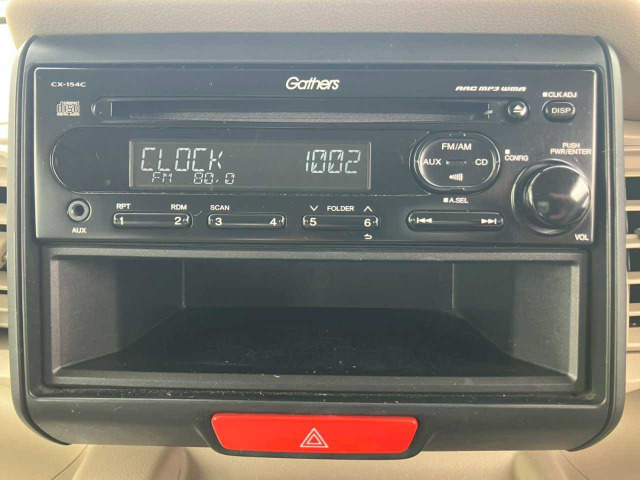 CX-154C
Gathers
AAC MP3 WMA
CLK ADJ
DISP
CLOCK 1002
FM 80.0
FM/AM
AUX
CD
CONFIG
PUSH
PWR/ENTER
VOL
A.SEL
AUX
RPT RDM
1 2
SCAN
3 4
FOLDER
5 6